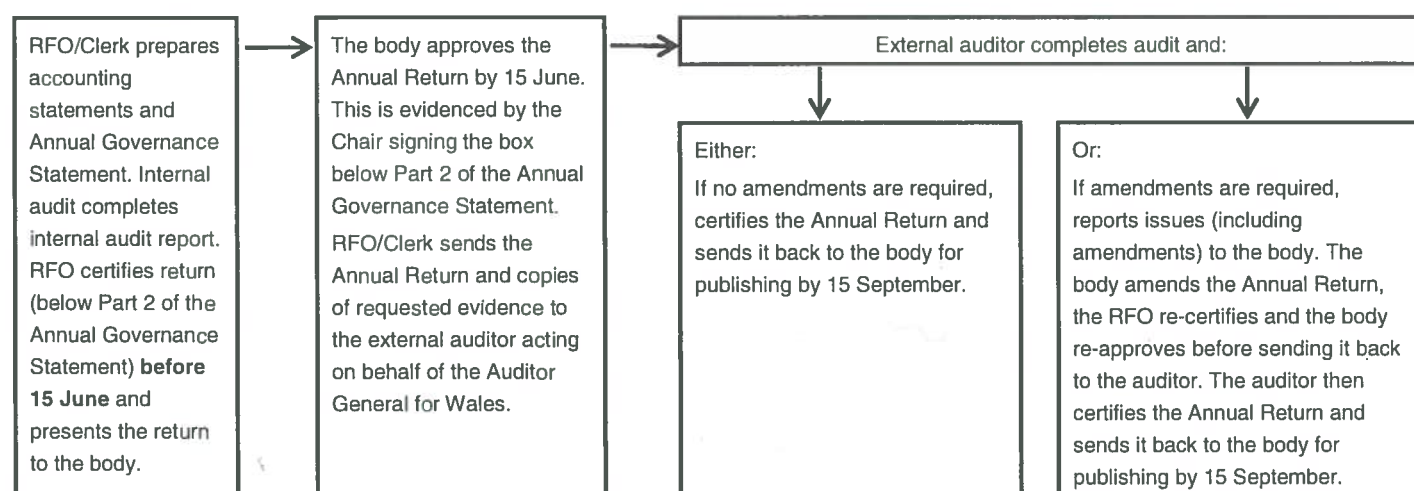 RFO/Clerk prepares
accounting
statements and
Annual Governance
Statement. Internal
audit completes
internal audit report.
RFO certifies return
(below Part 2 of the
Annual Governance
Statement) before
15 June and
presents the return
to the body.
The body approves the
Annual Return by 15 June.
This is evidenced by the
Chair signing the box
below Part 2 of the Annual
Governance Statement.
RFO/Clerk sends the
Annual Return and copies
of requested evidence to
the external auditor acting
on behalf of the Auditor
General for Wales.
External auditor completes audit and:
Either:
If no amendments are required,
certifies the Annual Return and
sends it back to the body for
publishing by 15 September.
Or:
If amendments are required,
reports issues (including
amendments) to the body. The
body amends the Annual Return,
the RFO re-certifies and the body
re-approves before sending it back
to the auditor. The auditor then
certifies the Annual Return and
sends it back to the body for
publishing by 15 September.